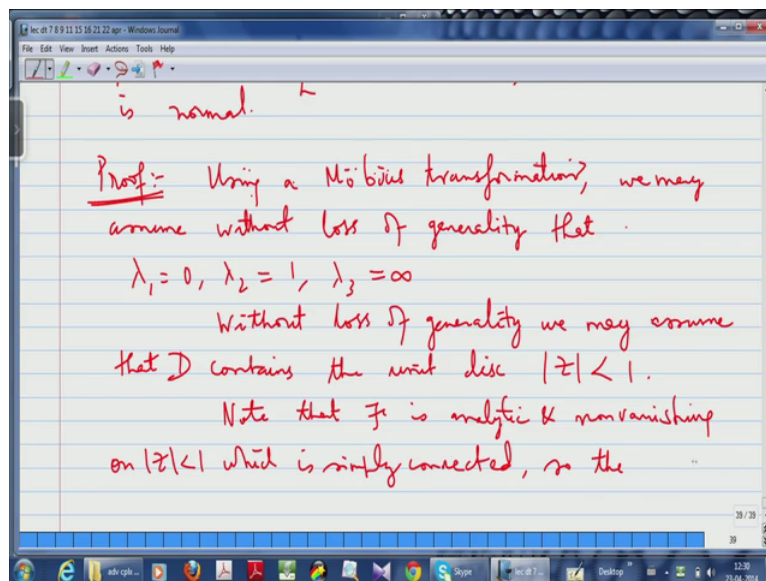 lec dt 7 8 9 11 15 16 21 22 apr - Windows Journal
File Edit View Insert Actions Tools Help
is normal.
Proof:- Using a Möbius transformation, we may
assume without loss of generality that
λ₁ = 0, λ₂ = 1, λ₃ = ∞
Without loss of generality we may assume
that D contains the unit disc |z| < 1.
Note that F is analytic & nonvanishing
on |z|<1 which is simply connected, so the
39 / 39
39
adv cplx ...
Skype
lec dt 7 ...
Desktop
12:30
23-04-2014